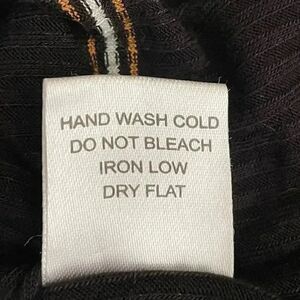 HAND WASH COLD
DO NOT BLEACH
IRON LOW
DRY FLAT